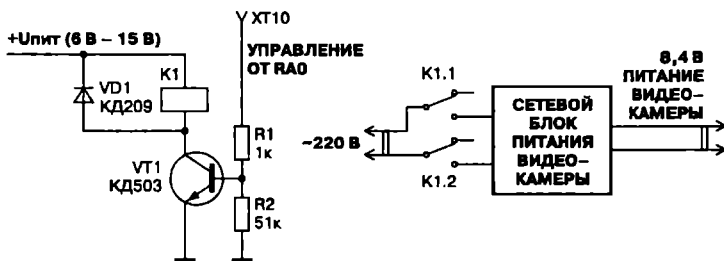 XT10
+Uпит (6 В – 15 В)
УПРАВЛЕНИЕ
ОТ RA0
K1
VD1
КД209
R1
1к
VT1
КД503
R2
51к
8,4 В
ПИТАНИЕ
ВИДЕО–
КАМЕРЫ
K1.1
~220 В
K1.2
СЕТЕВОЙ
БЛОК
ПИТАНИЯ
ВИДЕО–
КАМЕРЫ